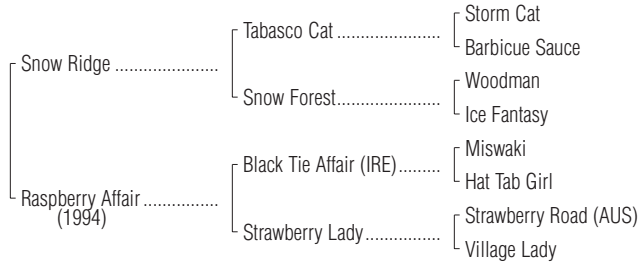 Storm Cat
Tabasco Cat .....................
Barbicue Sauce
Snow Ridge .....................
Woodman
Snow Forest.....................
Ice Fantasy
Miswaki
Black Tie Affair (IRE).........
Hat Tab Girl
Raspberry Affair ...............
(1994)
Strawberry Road (AUS)
Strawberry Lady...............
Village Lady